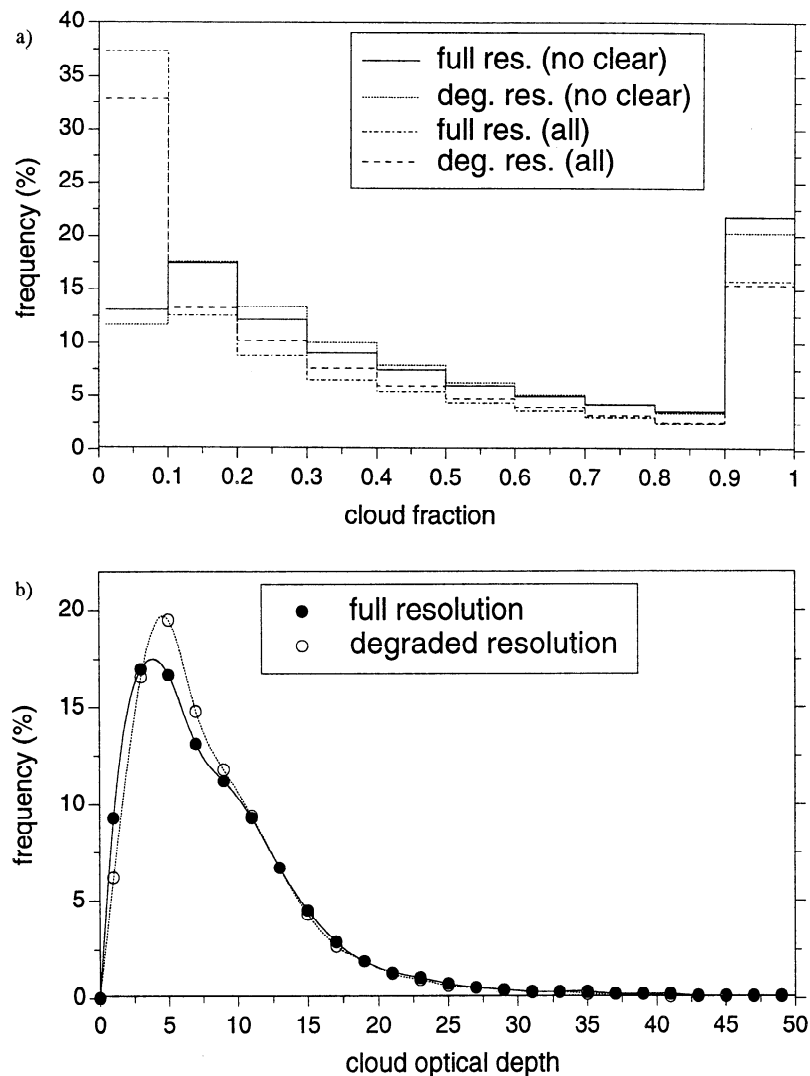 a)
40
35
30
25
20
15
10
5
0
frequency (%)
full res. (no clear)
deg. res. (no clear)
full res. (all)
deg. res. (all)
0 0.1 0.2 0.3 0.4 0.5 0.6 0.7 0.8 0.9 1
cloud fraction
b)
20
15
10
5
0
frequency (%)
full resolution
degraded resolution
0 5 10 15 20 25 30 35 40 45 50
cloud optical depth